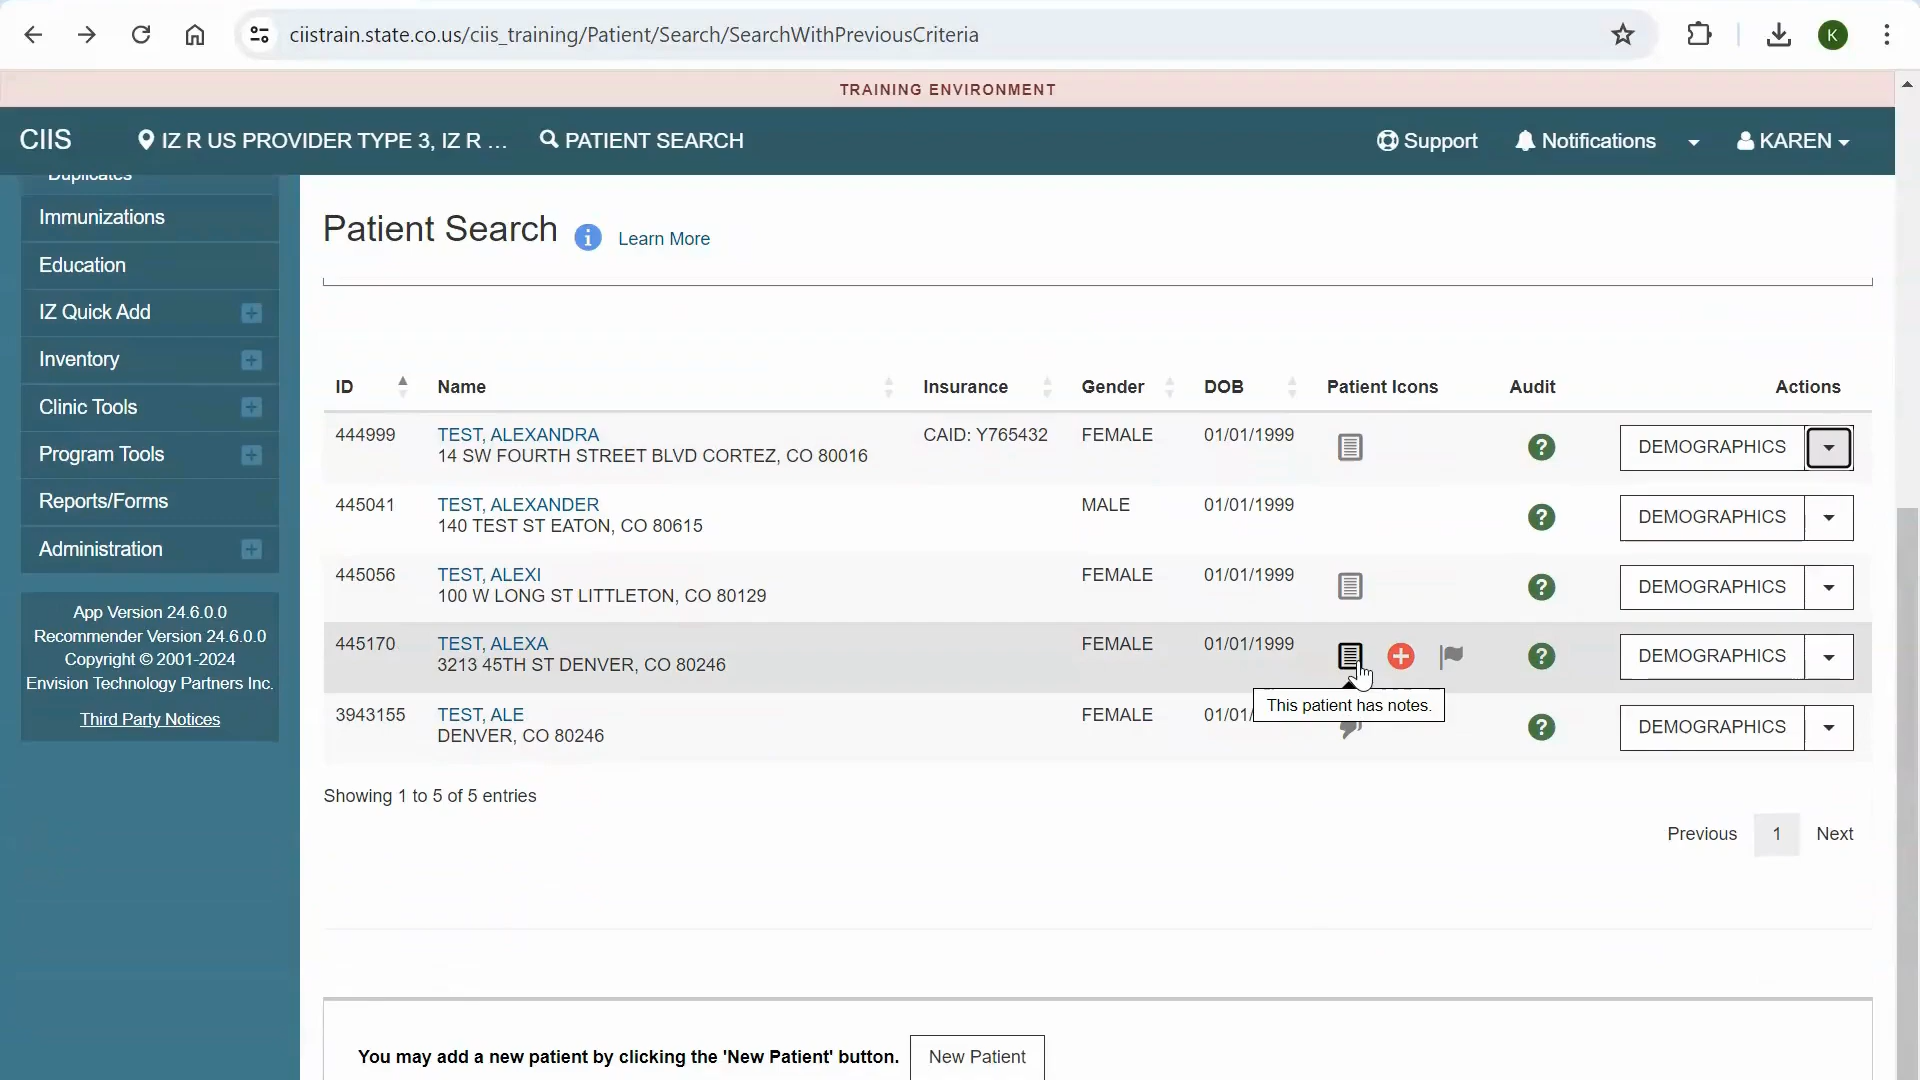 ciistrain.state.co.us/ciis_training/Patient/Search/SearchWithPreviousCriteria
K
TRAINING ENVIRONMENT
CIIS
IZ R US PROVIDER TYPE 3, IZ R ...
PATIENT SEARCH
Support
Notifications
KAREN
Duplicates
Immunizations
Education
IZ Quick Add
Inventory
Clinic Tools
Program Tools
Reports/Forms
Administration
App Version 24.6.0.0
Recommender Version 24.6.0.0
Copyright © 2001-2024
Envision Technology Partners Inc.
Third Party Notices
Patient Search
Learn More
ID Name Insurance Gender DOB Patient Icons Audit Actions
444999 TEST, ALEXANDRA CAID: Y765432 FEMALE 01/01/1999 DEMOGRAPHICS
14 SW FOURTH STREET BLVD CORTEZ, CO 80016
445041 TEST, ALEXANDER MALE 01/01/1999 DEMOGRAPHICS
140 TEST ST EATON, CO 80615
445056 TEST, ALEXI FEMALE 01/01/1999 DEMOGRAPHICS
100 W LONG ST LITTLETON, CO 80129
445170 TEST, ALEXA FEMALE 01/01/1999 DEMOGRAPHICS
3213 45TH ST DENVER, CO 80246
This patient has notes.
3943155 TEST, ALE FEMALE 01/01/ DEMOGRAPHICS
DENVER, CO 80246
Showing 1 to 5 of 5 entries
Previous 1 Next
You may add a new patient by clicking the 'New Patient' button. New Patient